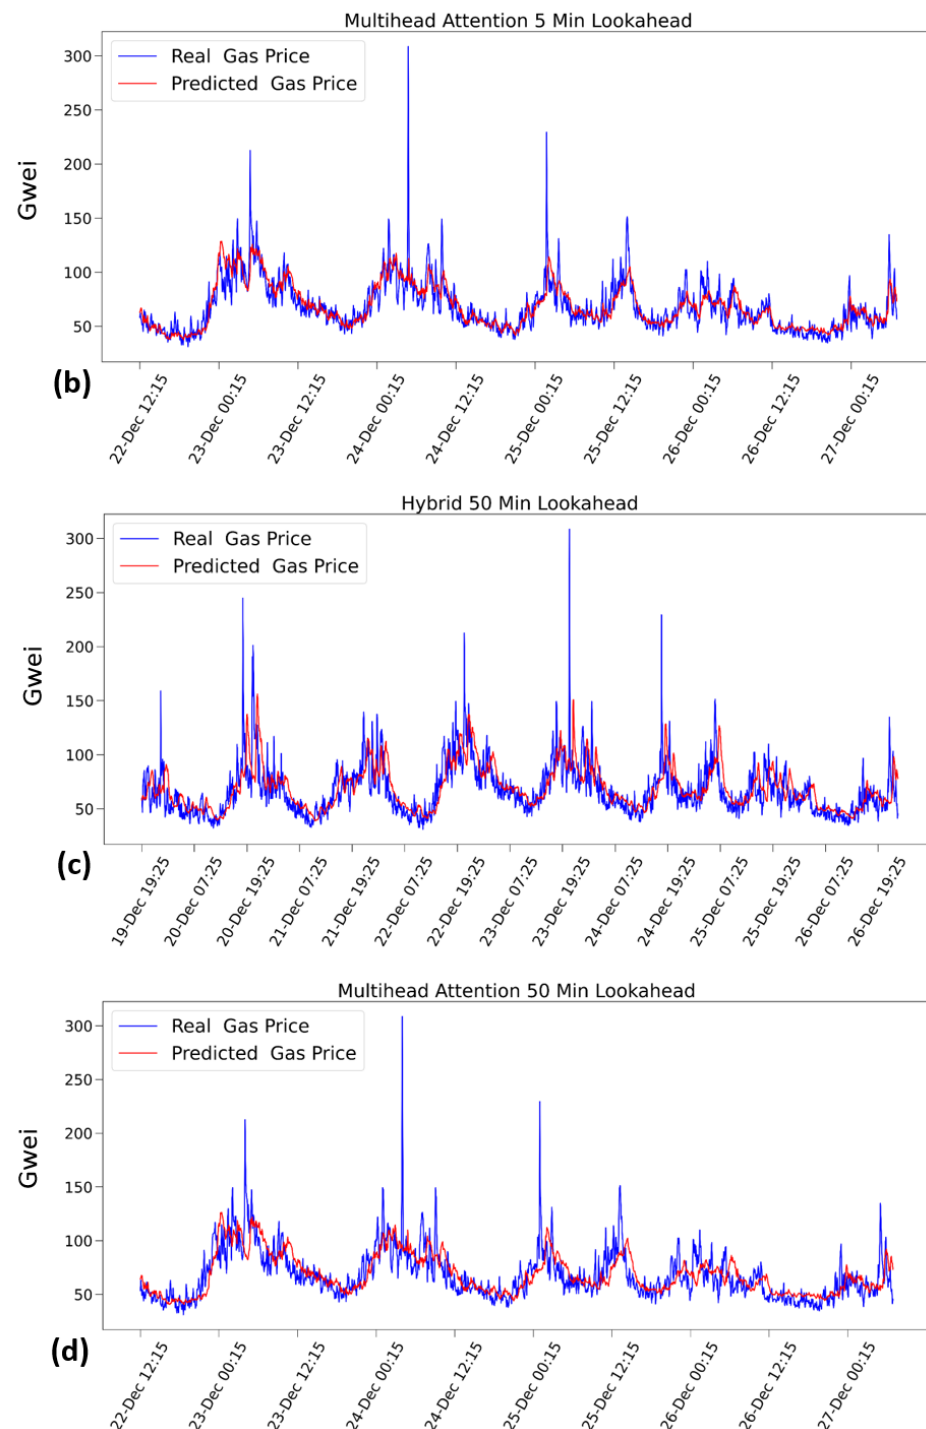 Multihead Attention 5 Min Lookahead
Real Gas Price
Predicted Gas Price
300
250
200
150
100
50
Gwei
(b)
22-Dec 12:15
23-Dec 00:15
23-Dec 12:15
24-Dec 00:15
24-Dec 12:15
25-Dec 00:15
25-Dec 12:15
26-Dec 00:15
26-Dec 12:15
27-Dec 00:15
Hybrid 50 Min Lookahead
Real Gas Price
Predicted Gas Price
300
250
200
150
100
50
Gwei
(c)
19-Dec 19:25
20-Dec 07:25
20-Dec 19:25
21-Dec 07:25
21-Dec 19:25
22-Dec 07:25
22-Dec 19:25
23-Dec 07:25
23-Dec 19:25
24-Dec 07:25
24-Dec 19:25
25-Dec 07:25
25-Dec 19:25
26-Dec 07:25
26-Dec 19:25
Multihead Attention 50 Min Lookahead
Real Gas Price
Predicted Gas Price
300
250
200
150
100
50
Gwei
(d)
22-Dec 12:15
23-Dec 00:15
23-Dec 12:15
24-Dec 00:15
24-Dec 12:15
25-Dec 00:15
25-Dec 12:15
26-Dec 00:15
26-Dec 12:15
27-Dec 00:15